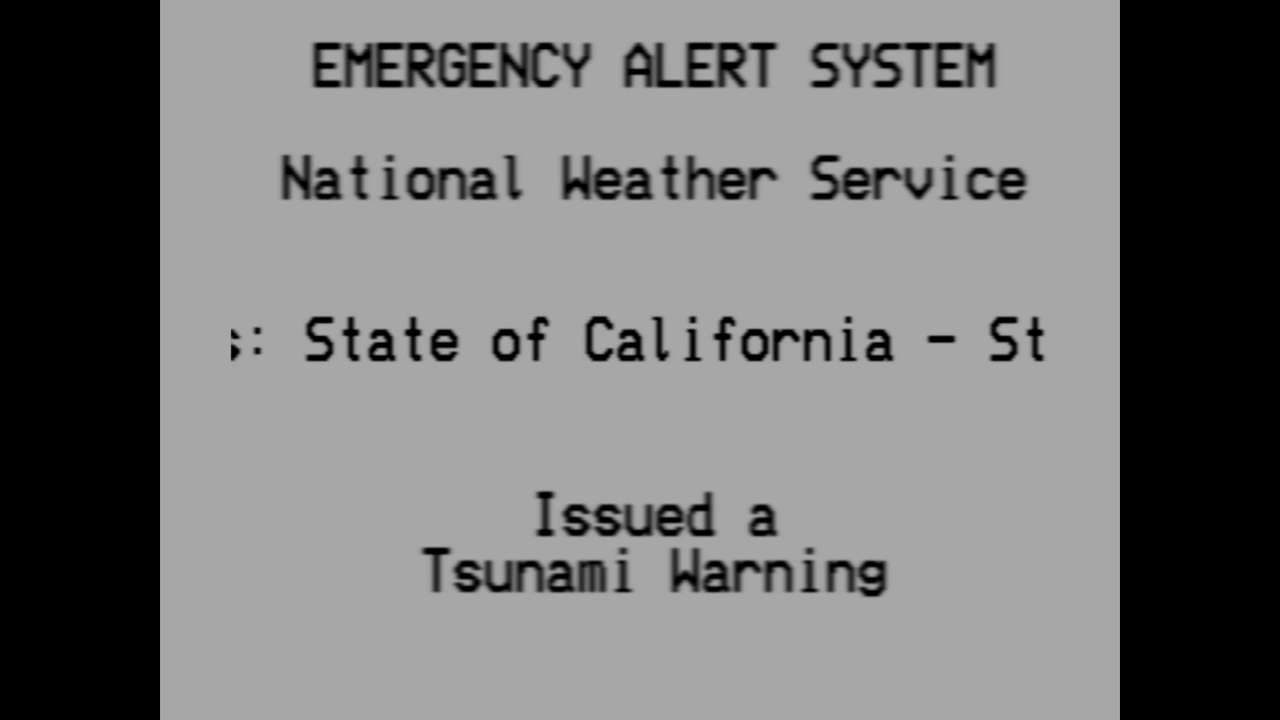 EMERGENCY ALERT SYSTEM
National Weather Service
s: State of California - St
Issued a
Tsunami Warning